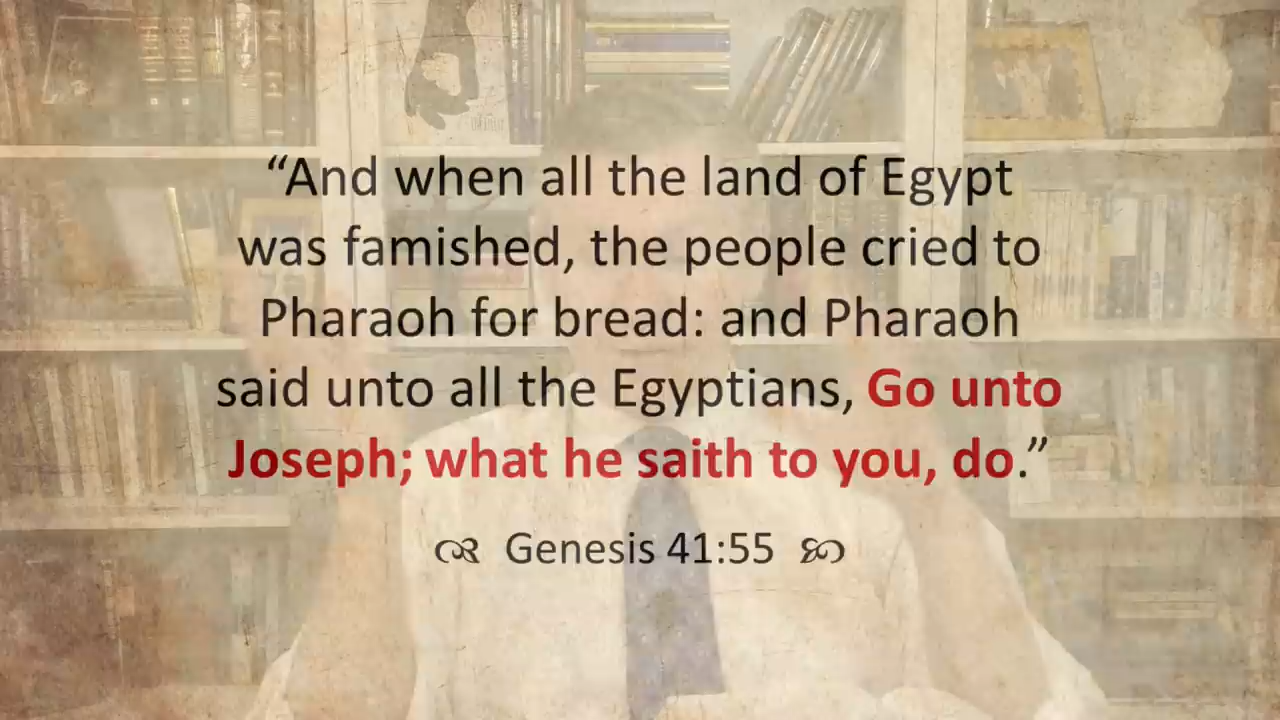 “And when all the land of Egypt
was famished, the people cried to
Pharaoh for bread: and Pharaoh
said unto all the Egyptians, Go unto
Joseph; what he saith to you, do.”
Genesis 41:55